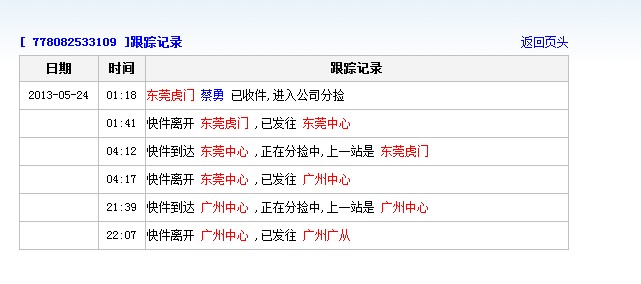 [ 778082533109 ]跟踪记录 返回页头
日期 时间 跟踪记录
2013-05-24 01:18 东莞虎门 蔡勇 已收件,进入公司分捡
01:41 快件离开 东莞虎门 ,已发往 东莞中心
04:12 快件到达 东莞中心 ,正在分捡中,上一站是 东莞虎门
04:17 快件离开 东莞中心 ,已发往 广州中心
21:39 快件到达 广州中心 ,正在分捡中,上一站是 广州中心
22:07 快件离开 广州中心 ,已发往 广州广从